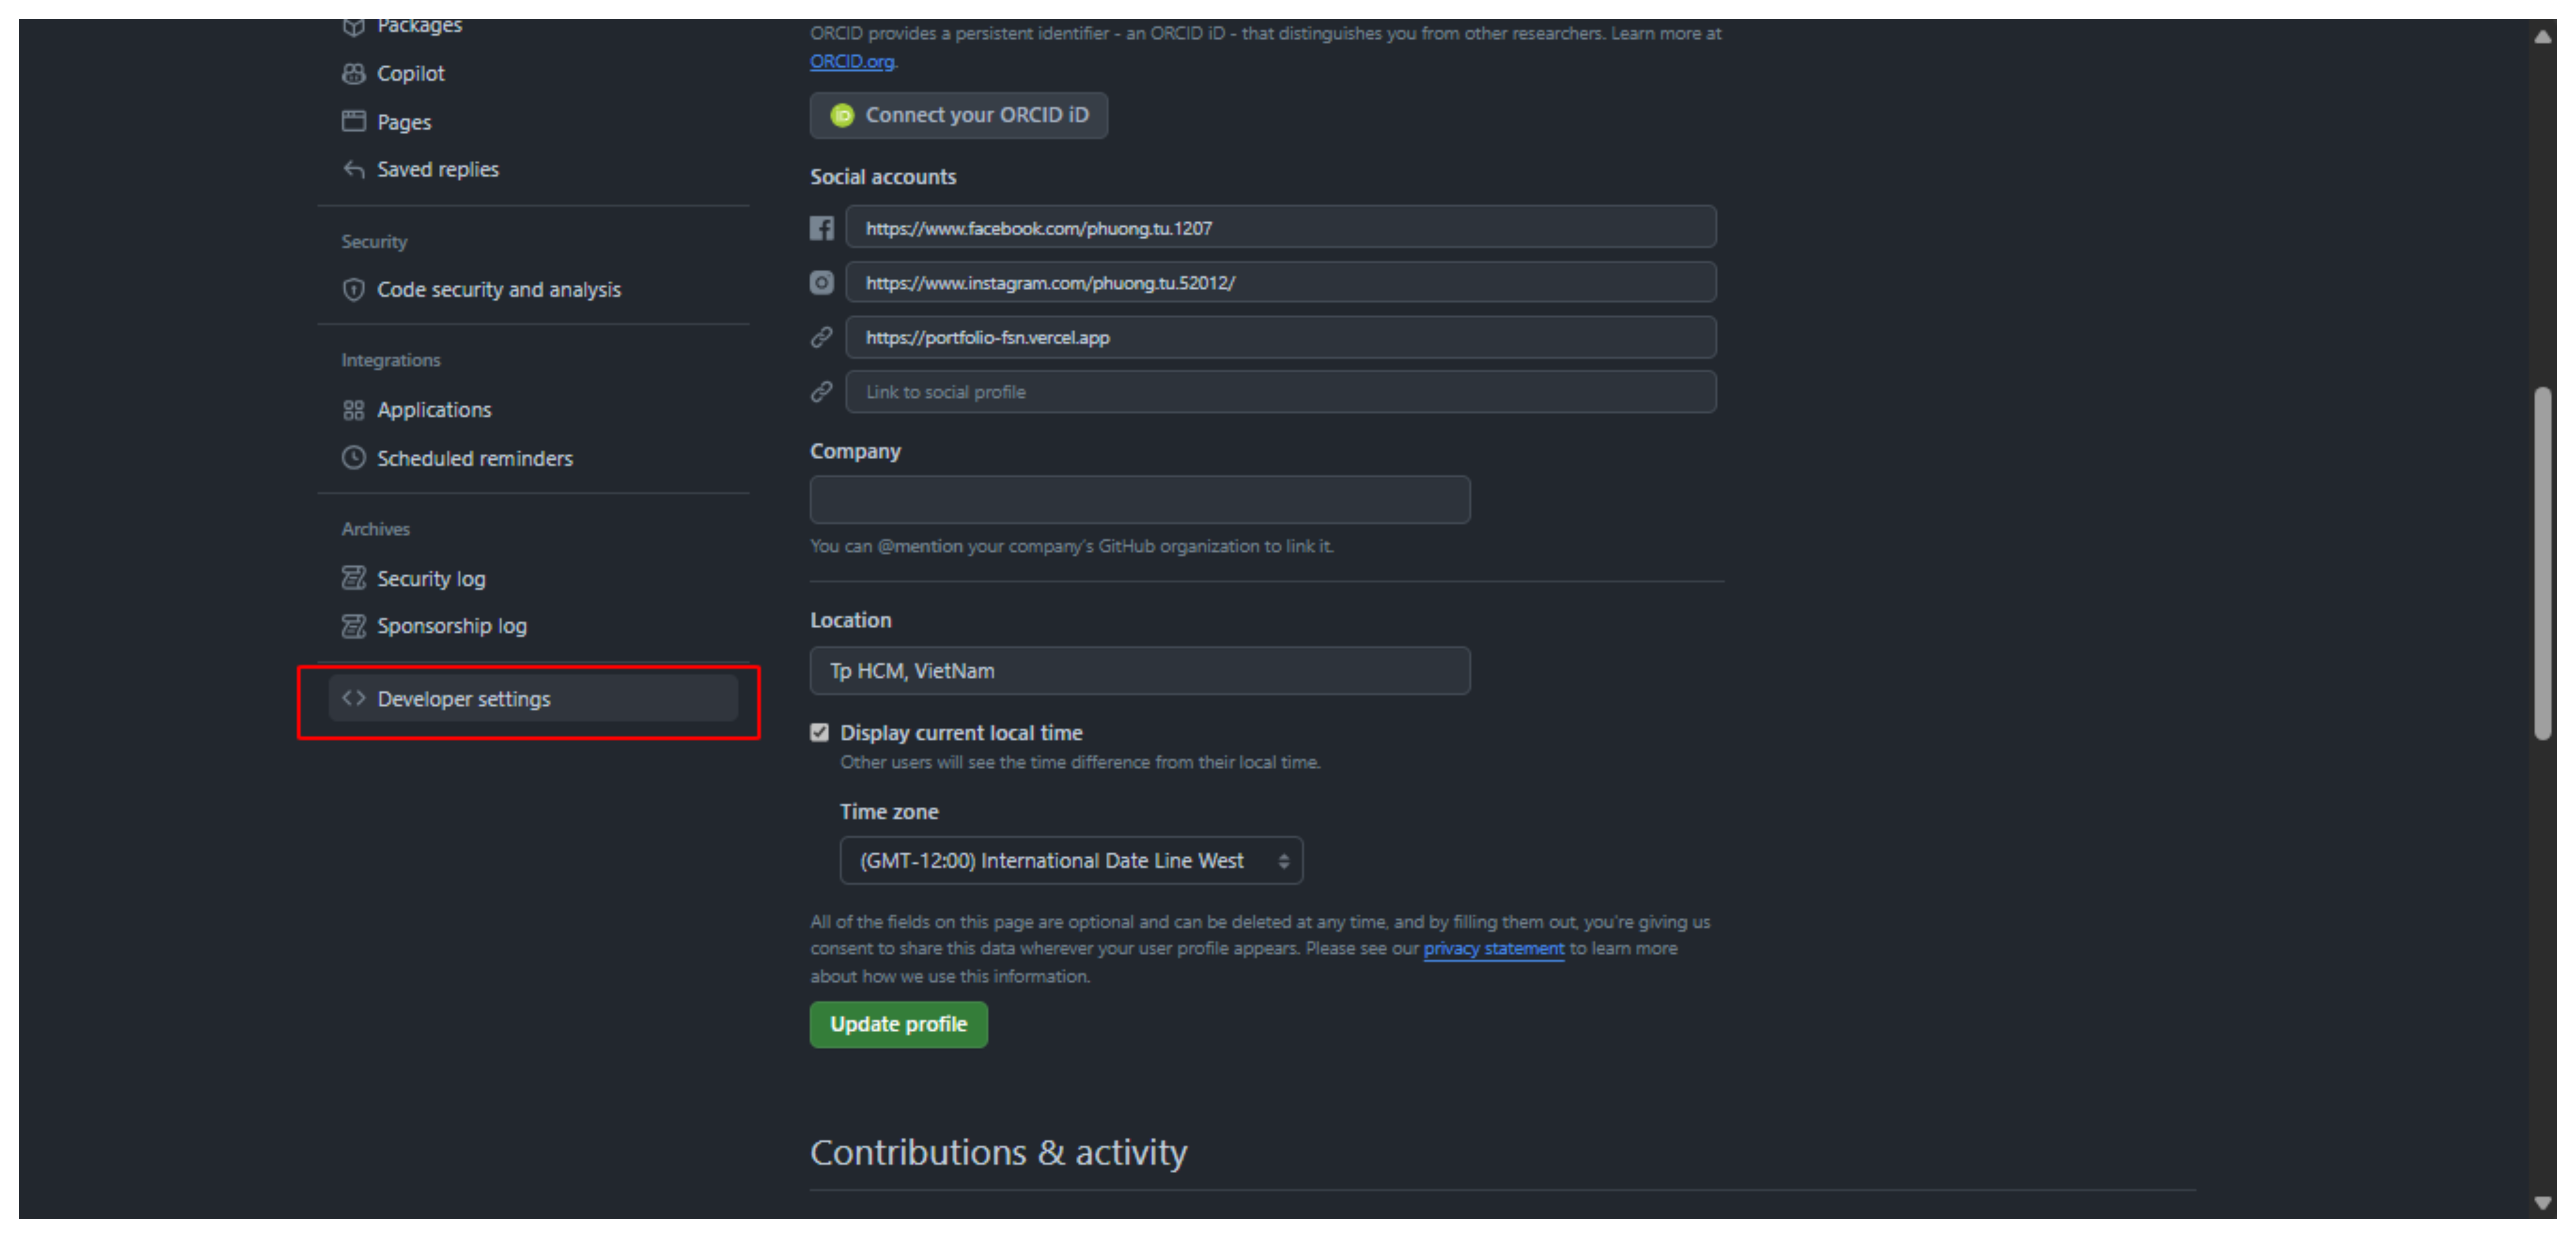 Packages
Copilot
Pages
Saved replies
Security
Code security and analysis
Integrations
Applications
Scheduled reminders
Archives
Security log
Sponsorship log
Developer settings
ORCID provides a persistent identifier - an ORCID iD - that distinguishes you from other researchers. Learn more at
ORCID.org.
iD Connect your ORCID iD
Social accounts
https://www.facebook.com/phuong.tu.1207
https://www.instagram.com/phuong.tu.52012/
https://portfolio-fsn.vercel.app
Link to social profile
Company
You can @mention your company's GitHub organization to link it.
Location
Tp HCM, VietNam
Display current local time
Other users will see the time difference from their local time.
Time zone
(GMT-12:00) International Date Line West
All of the fields on this page are optional and can be deleted at any time, and by filling them out, you're giving us
consent to share this data wherever your user profile appears. Please see our privacy statement to learn more
about how we use this information.
Update profile
Contributions & activity